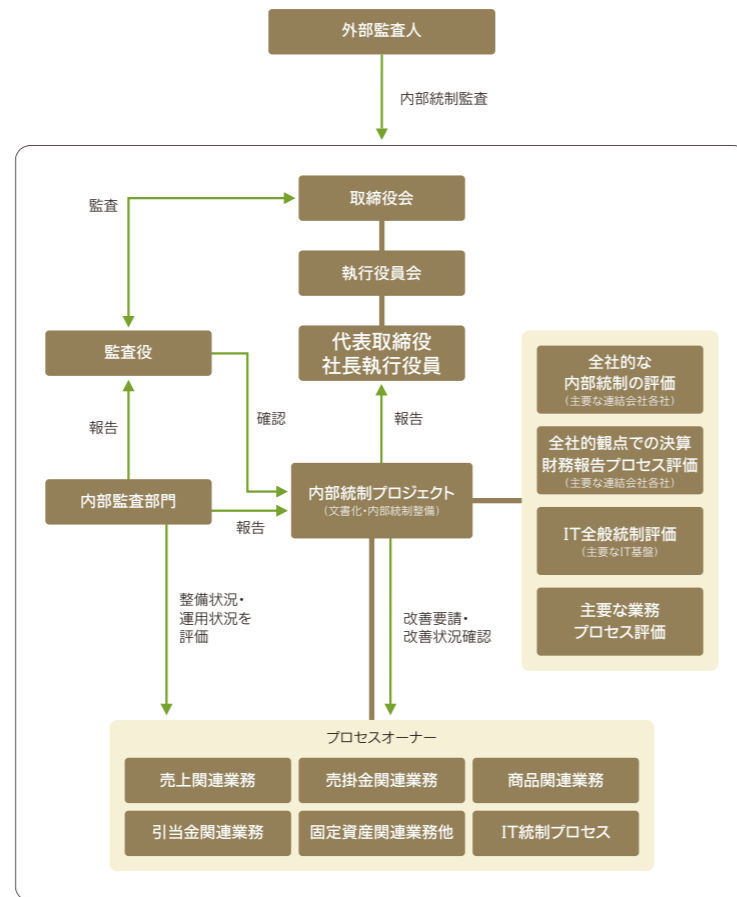 外部監査人
内部統制監査
監査
取締役会
執行役員会
代表取締役
社長執行役員
監査役
確認
報告
報告
内部監査部門
報告
内部統制プロジェクト
(文書化・内部統制整備)
全社的な
内部統制の評価
(主要な連結会社各社)
全社的観点での決算
財務報告プロセス評価
(主要な連結会社各社)
IT全般統制評価
(主要なIT基盤)
主要な業務
プロセス評価
整備状況・
運用状況を
評価
改善要請・
改善状況確認
プロセスオーナー
売上関連業務
売掛金関連業務
商品関連業務
引当金関連業務
固定資産関連業務他
IT統制プロセス